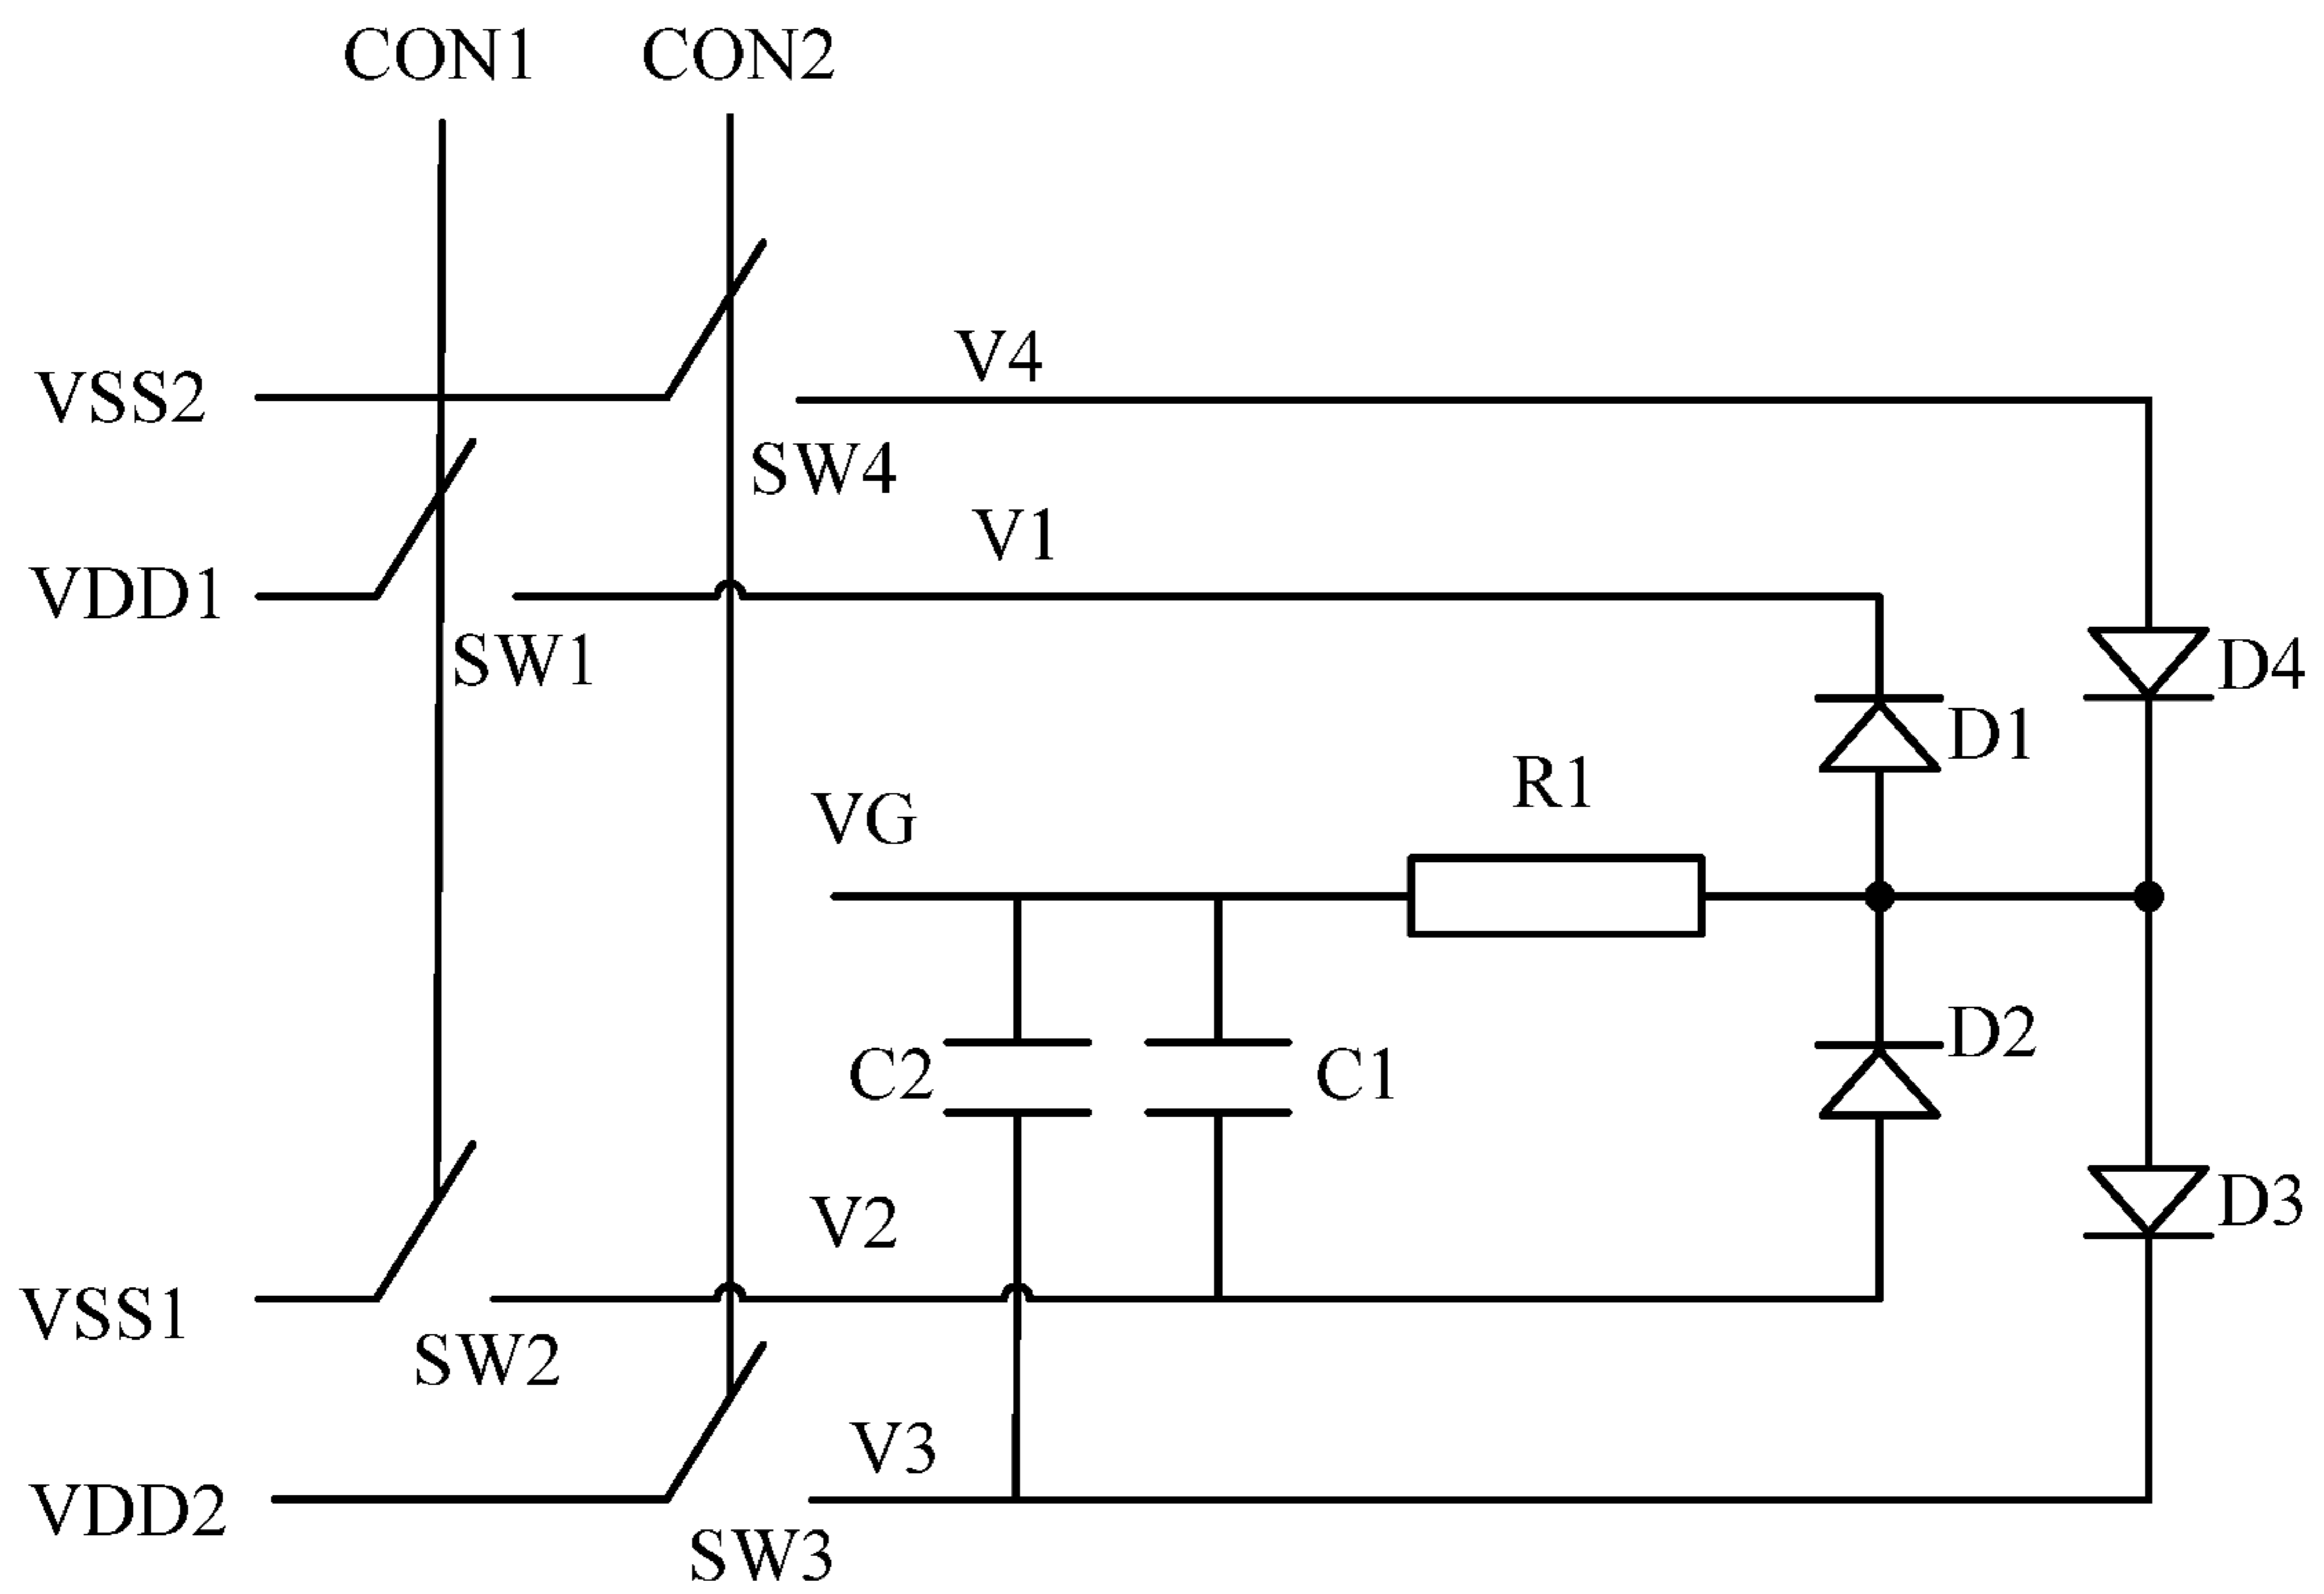 CON1 CON2
V4
VSS2
SW4
V1
VDD1
SW1
D4
D1
R1
VG
D2
C2 C1
D3
V2
VSS1
SW2
V3
VDD2
SW3